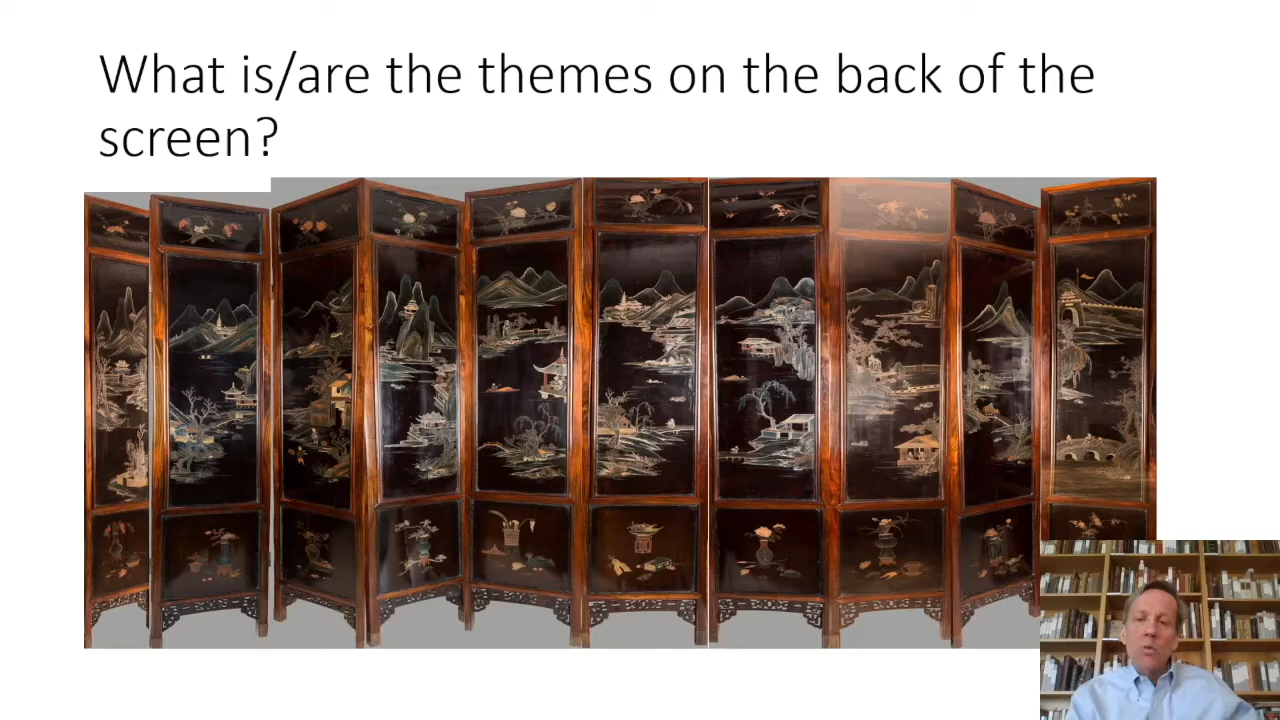 What is/are the themes on the back of the
screen?